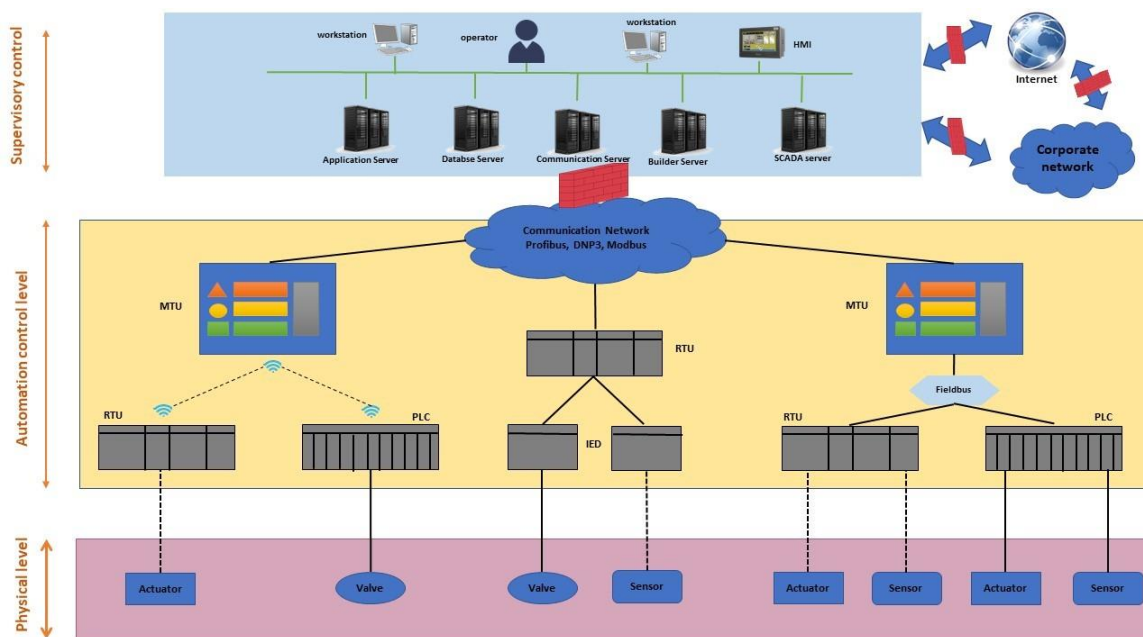 Supervisory control
workstation
operator
workstation
HMI
Internet
Application Server
Databse Server
Communication Server
Builder Server
SCADA server
Corporate
network
Automation control level
Communication Network
Profibus, DNP3, Modbus
MTU
MTU
RTU
Fieldbus
RTU
PLC
IED
RTU
PLC
Physical level
Actuator
Valve
Valve
Sensor
Actuator
Sensor
Actuator
Sensor